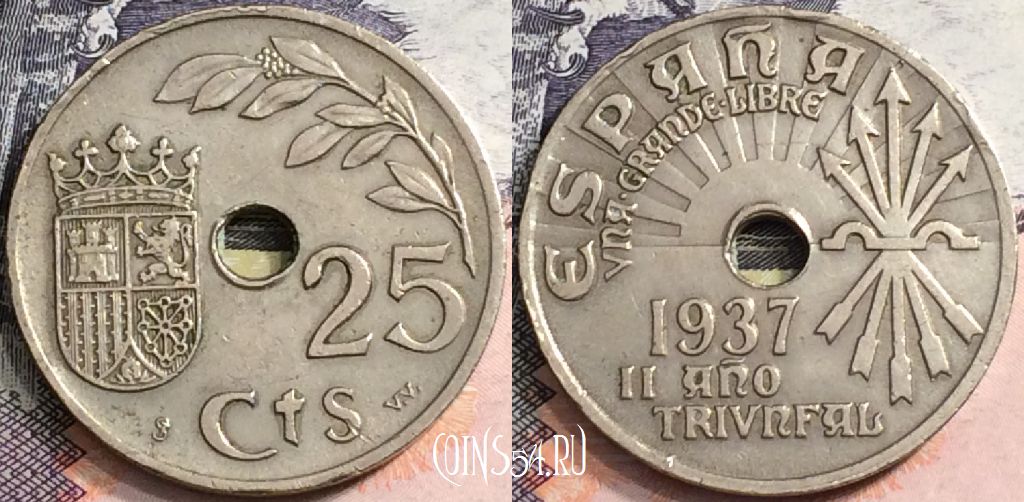 25
Cts
ESPAÑA
VNA·GRANDE·LIBRE
1937
II AÑO
TRIVNFAL
COINS54.RU